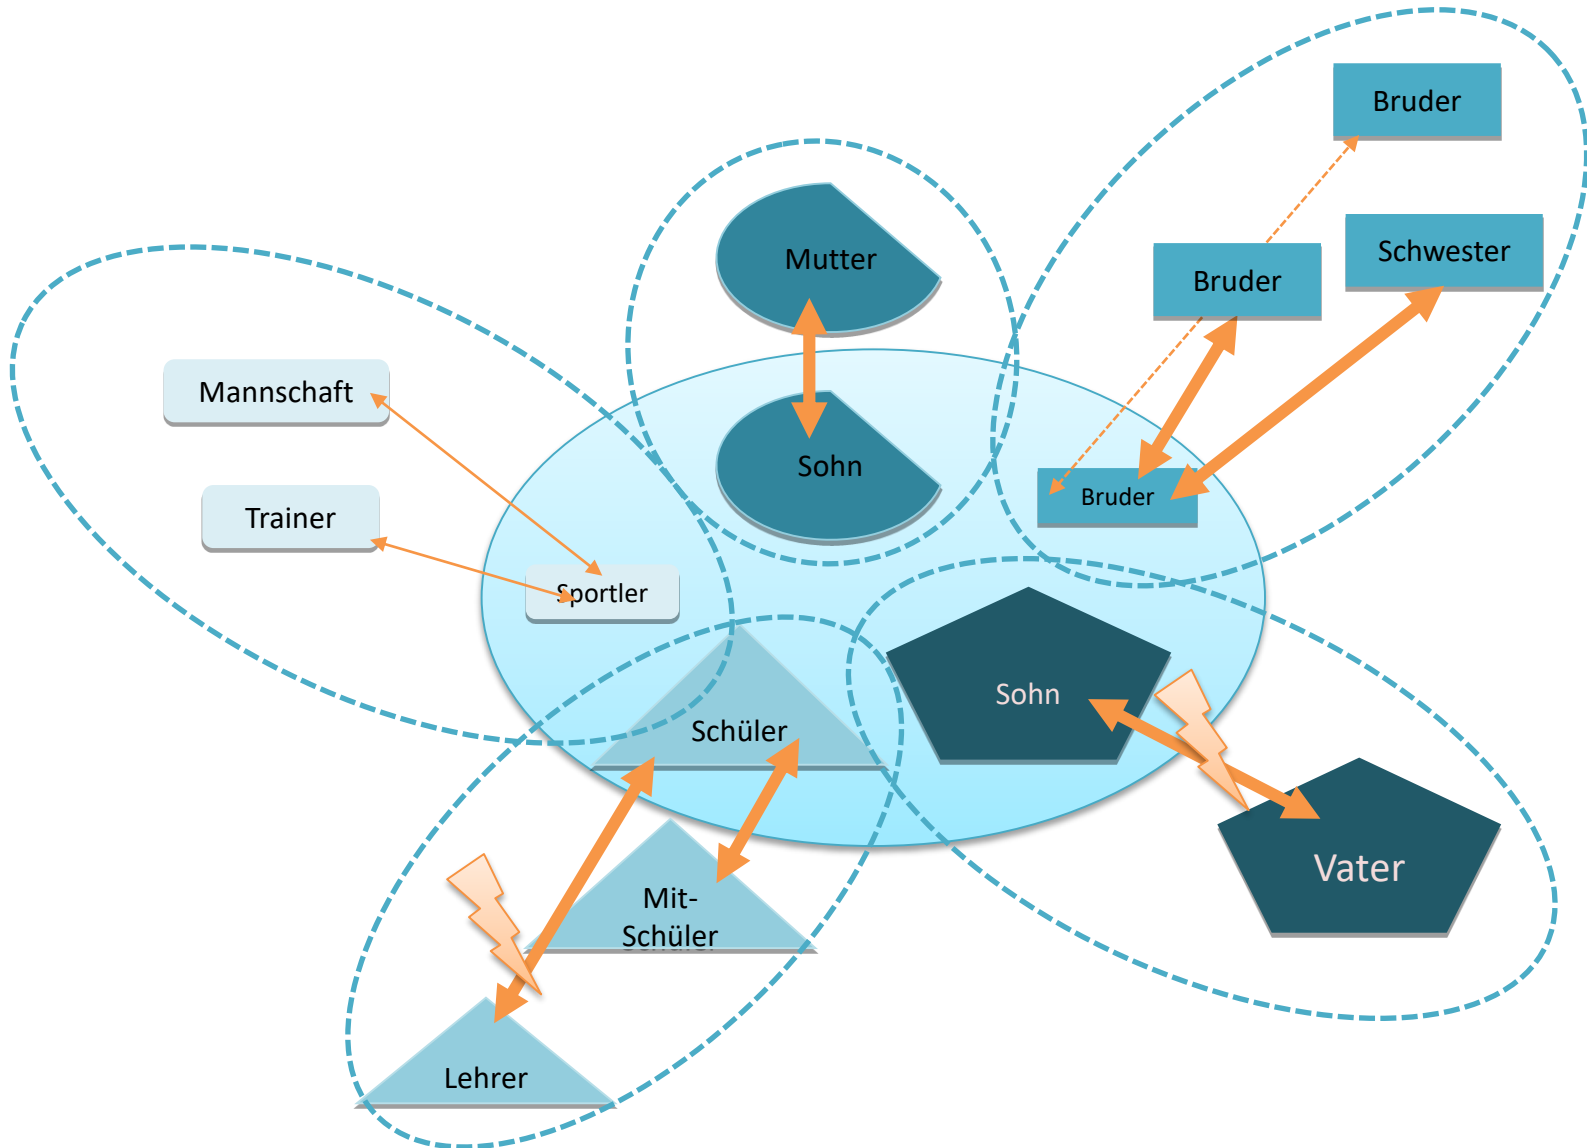 Bruder
Mutter
Bruder
Schwester
Mannschaft
Sohn
Bruder
Trainer
Sportler
Sohn
Schüler
Vater
Mit-
Schüler
Lehrer